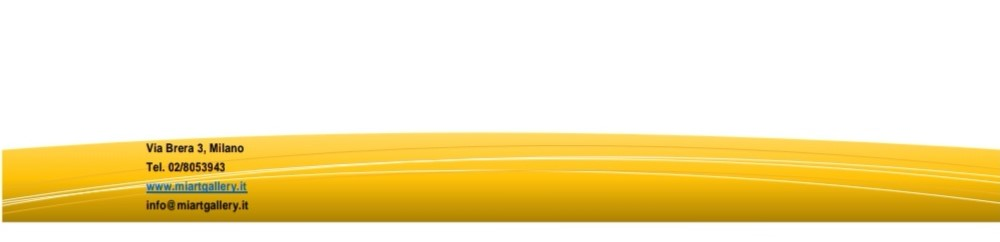 Via Brera 3, Milano
Tel. 02/8053943
www.miartgallery.it
info@miartgallery.it